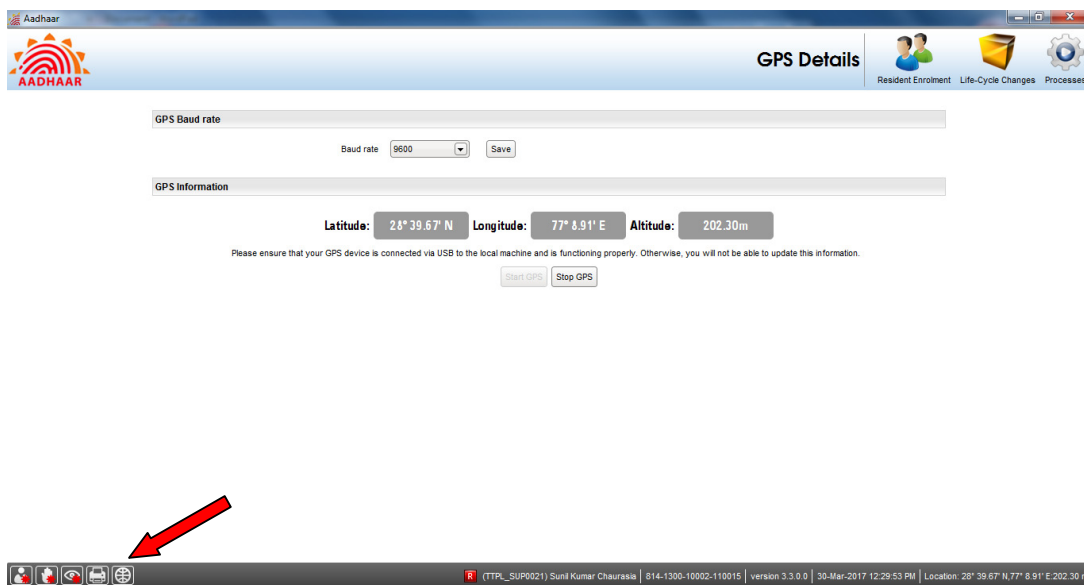 Aadhaar
AADHAAR
GPS Details
Resident Enrolment Life-Cycle Changes Processes
GPS Baud rate
Baud rate 9600 Save
GPS Information
Latitude: 28° 39.67' N Longitude: 77° 8.91' E Altitude: 202.30m
Please ensure that your GPS device is connected via USB to the local machine and is functioning properly. Otherwise, you will not be able to update this information.
Start GPS Stop GPS
R (TTPL_SUP0021) Sunil Kumar Chaurasia 814-1300-10002-110015 version 3.3.0.0 30-Mar-2017 12:29:53 PM Location: 28° 39.67' N,77° 8.91' E:202.30